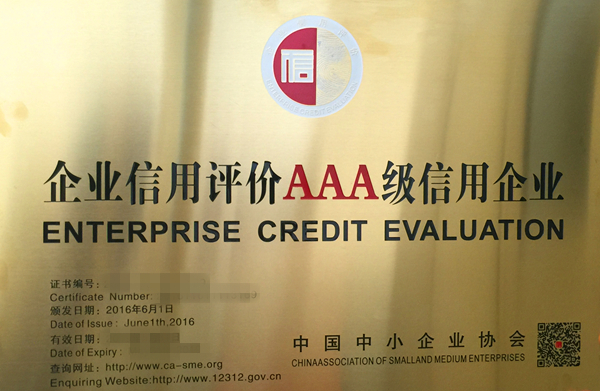 信
企业信用评价AAA级信用企业
ENTERPRISE CREDIT EVALUATION
证书编号:
Certificate Number:
颁发日期: 2016年6月1日
Date of Issue: June1th.2016
有效日期:
Date of Expiry:
查询网址: http://www.ca-sme.org
Enquiring Website:http://www.12312.gov.cn
中国中小企业协会
CHINAASSOCIATION OF SMALLAND MEDIUM ENTERPRISES